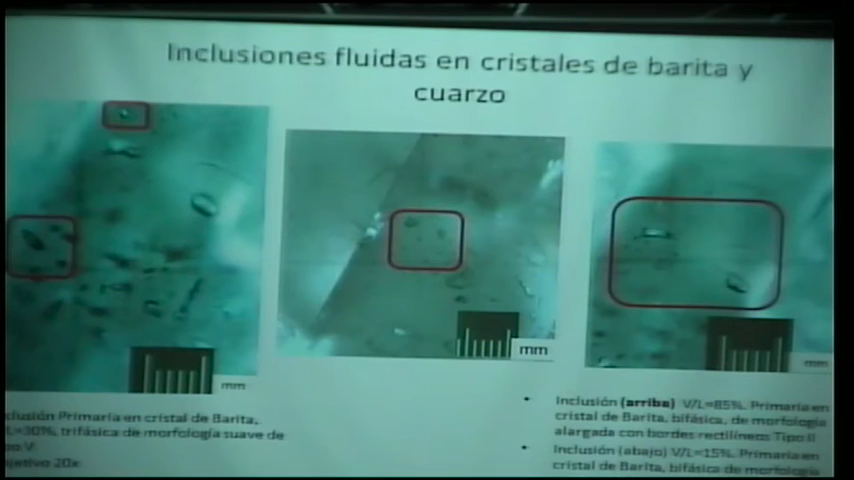 Inclusiones fluidas en cristales de barita y
cuarzo
mm
mm
mm
clusión Primaria en cristal de Barita,
L=30%, trifásica de morfología suave de
V
jetivo 20x
• Inclusión (arriba) V/L=85%. Primaria en
cristal de Barita, bifásica, de morfología
alargada con bordes rectilíneos Tipo II
• Inclusión (abajo) V/L=15%. Primaria en
cristal de Barita, bifásica de morfología